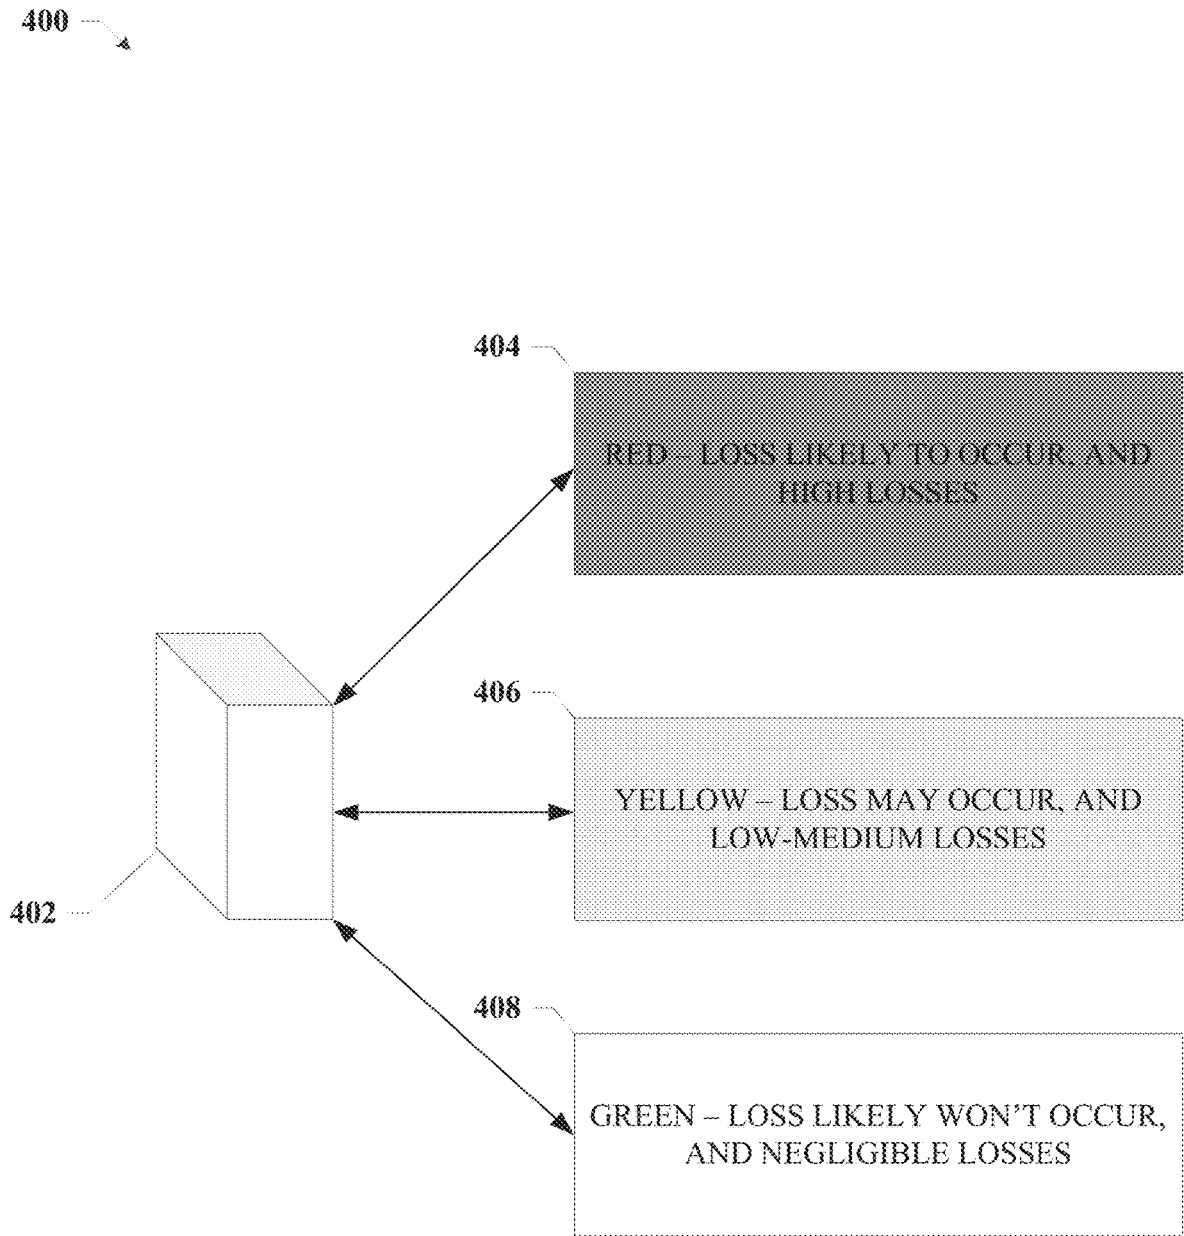 400
404
RED – LOSS LIKELY TO OCCUR, AND
HIGH LOSSES
406
YELLOW – LOSS MAY OCCUR, AND
LOW-MEDIUM LOSSES
402
408
GREEN – LOSS LIKELY WON'T OCCUR,
AND NEGLIGIBLE LOSSES